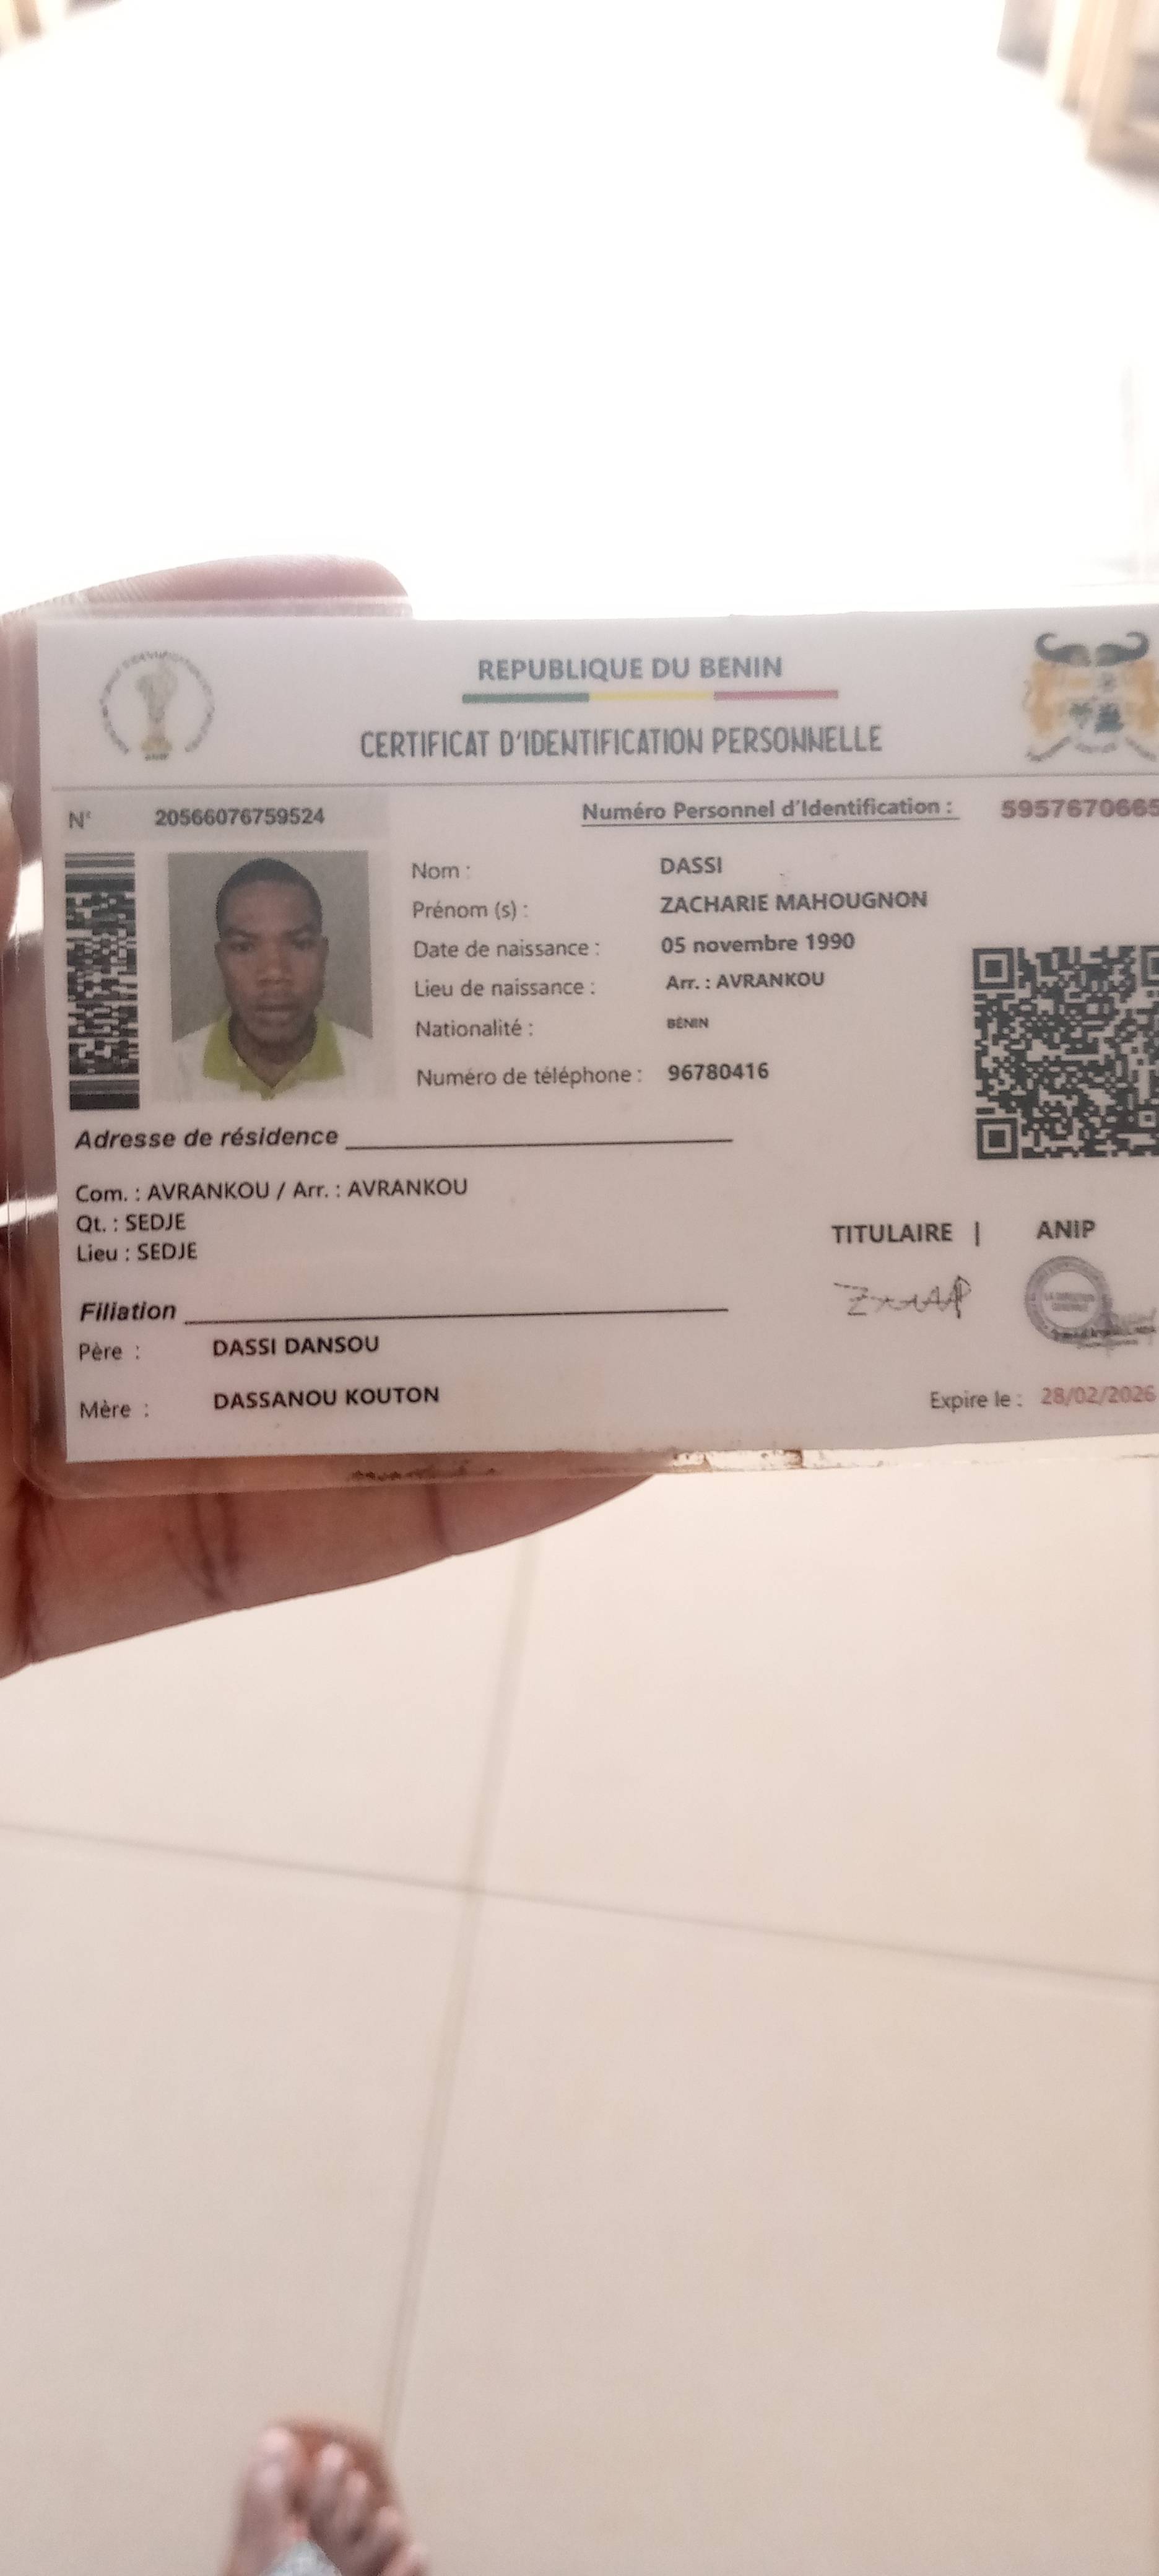 REPUBLIQUE DU BENIN
CERTIFICAT D'IDENTIFICATION PERSONNELLE
N° 20566076759524
Numéro Personnel d'Identification : 5957670665
Nom : DASSI
Prénom (s) : ZACHARIE MAHOUGNON
Date de naissance : 05 novembre 1990
Lieu de naissance : Arr. : AVRANKOU
Nationalité : BÉNIN
Numéro de téléphone : 96780416
Adresse de résidence
Com. : AVRANKOU / Arr. : AVRANKOU
Qt. : SEDJE
Lieu : SEDJE
TITULAIRE | ANIP
Filiation
Père : DASSI DANSOU
Mère : DASSANOU KOUTON
Expire le : 28/02/2026